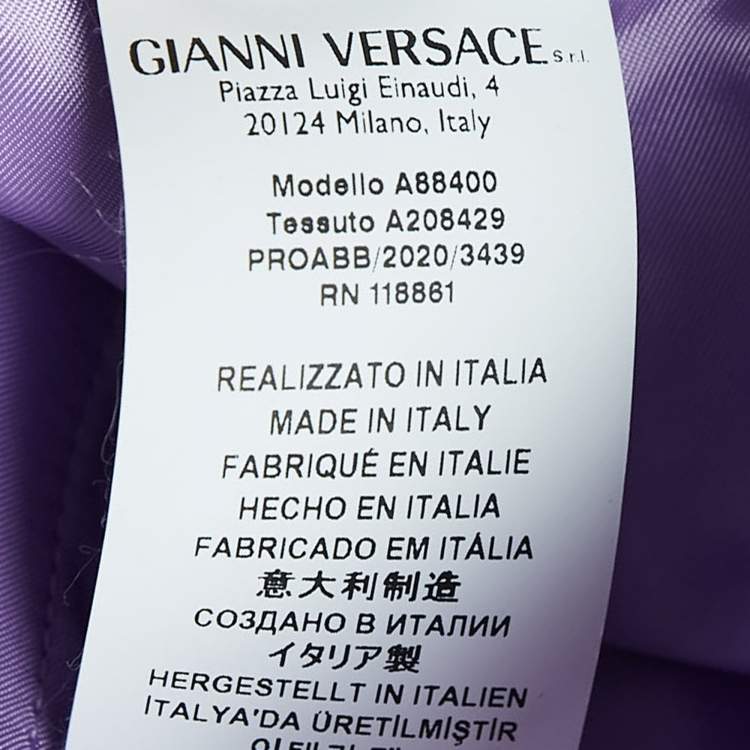 GIANNI VERSACE s.r.l.
Piazza Luigi Einaudi, 4
20124 Milano, Italy
Modello A88400
Tessuto A208429
PROABB/2020/3439
RN 118861
REALIZZATO IN ITALIA
MADE IN ITALY
FABRIQUÉ EN ITALIE
HECHO EN ITALIA
FABRICADO EM ITÁLIA
意大利制造
СОЗДАНО В ИТАЛИИ
イタリア製
HERGESTELLT IN ITALIEN
ITALYA'DA ÜRETİLMİŞTİR